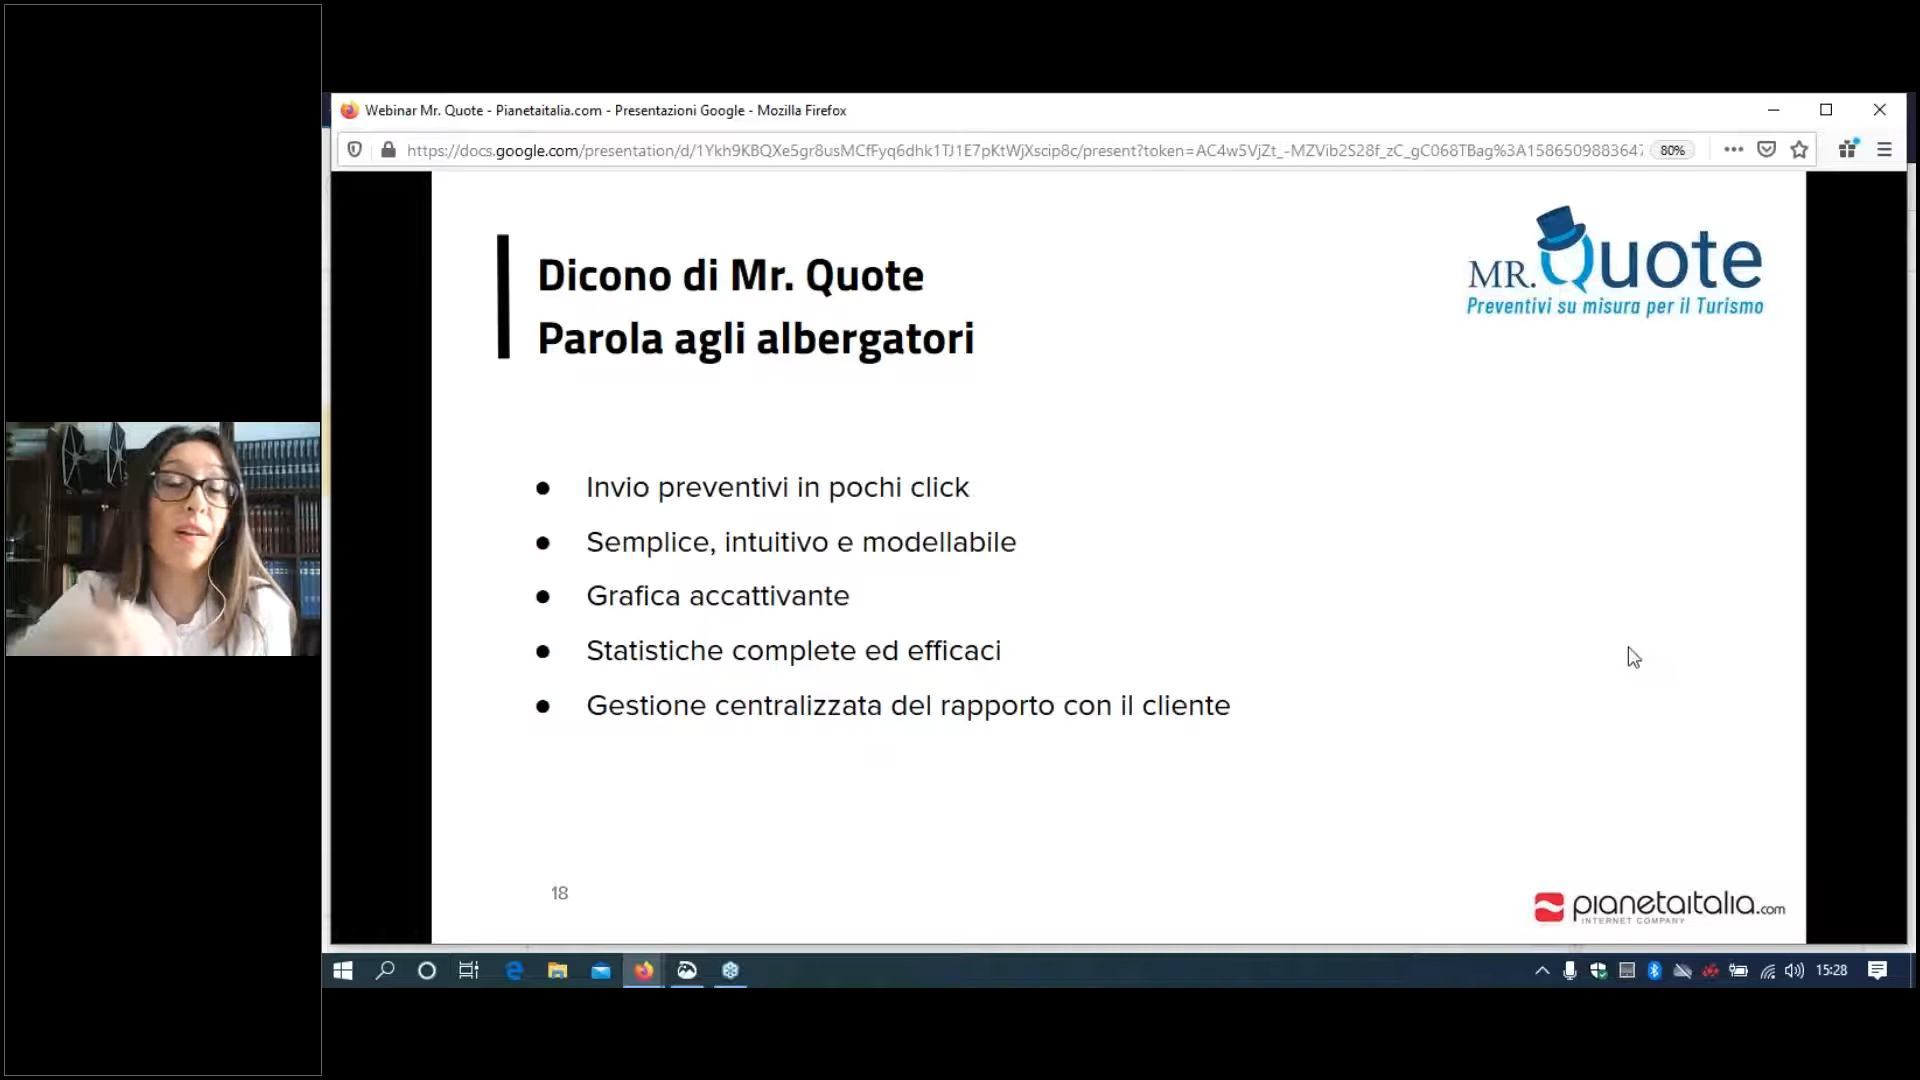 Webinar Mr. Quote - Pianetaitalia.com - Presentazioni Google - Mozilla Firefox
https://docs.google.com/presentation/d/1Ykh9KBQXe5gr8usMCfFyq6dhk1TJ1E7pKtWjXscip8c/present?token=AC4w5VjZt_-MZVib2S28f_zC_gC068TBag%3A1586509883647
80%
Dicono di Mr. Quote
Parola agli albergatori
MR. Quote
Preventivi su misura per il Turismo
● Invio preventivi in pochi click
● Semplice, intuitivo e modellabile
● Grafica accattivante
● Statistiche complete ed efficaci
● Gestione centralizzata del rapporto con il cliente
18
pianetaitalia.com
INTERNET COMPANY
15:28